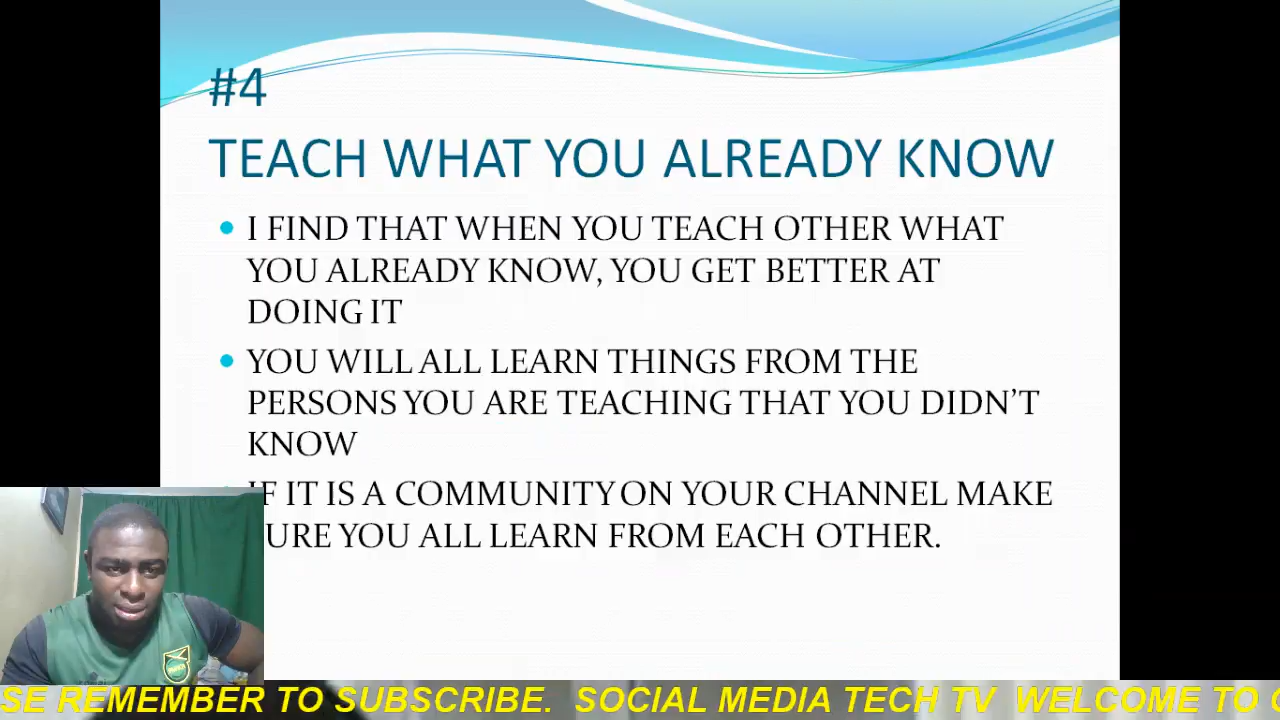 #4
TEACH WHAT YOU ALREADY KNOW
I FIND THAT WHEN YOU TEACH OTHER WHAT
YOU ALREADY KNOW, YOU GET BETTER AT
DOING IT
YOU WILL ALL LEARN THINGS FROM THE
PERSONS YOU ARE TEACHING THAT YOU DIDN'T
KNOW
IF IT IS A COMMUNITY ON YOUR CHANNEL MAKE
URE YOU ALL LEARN FROM EACH OTHER.
SE REMEMBER TO SUBSCRIBE. SOCIAL MEDIA TECH TV WELCOME TO